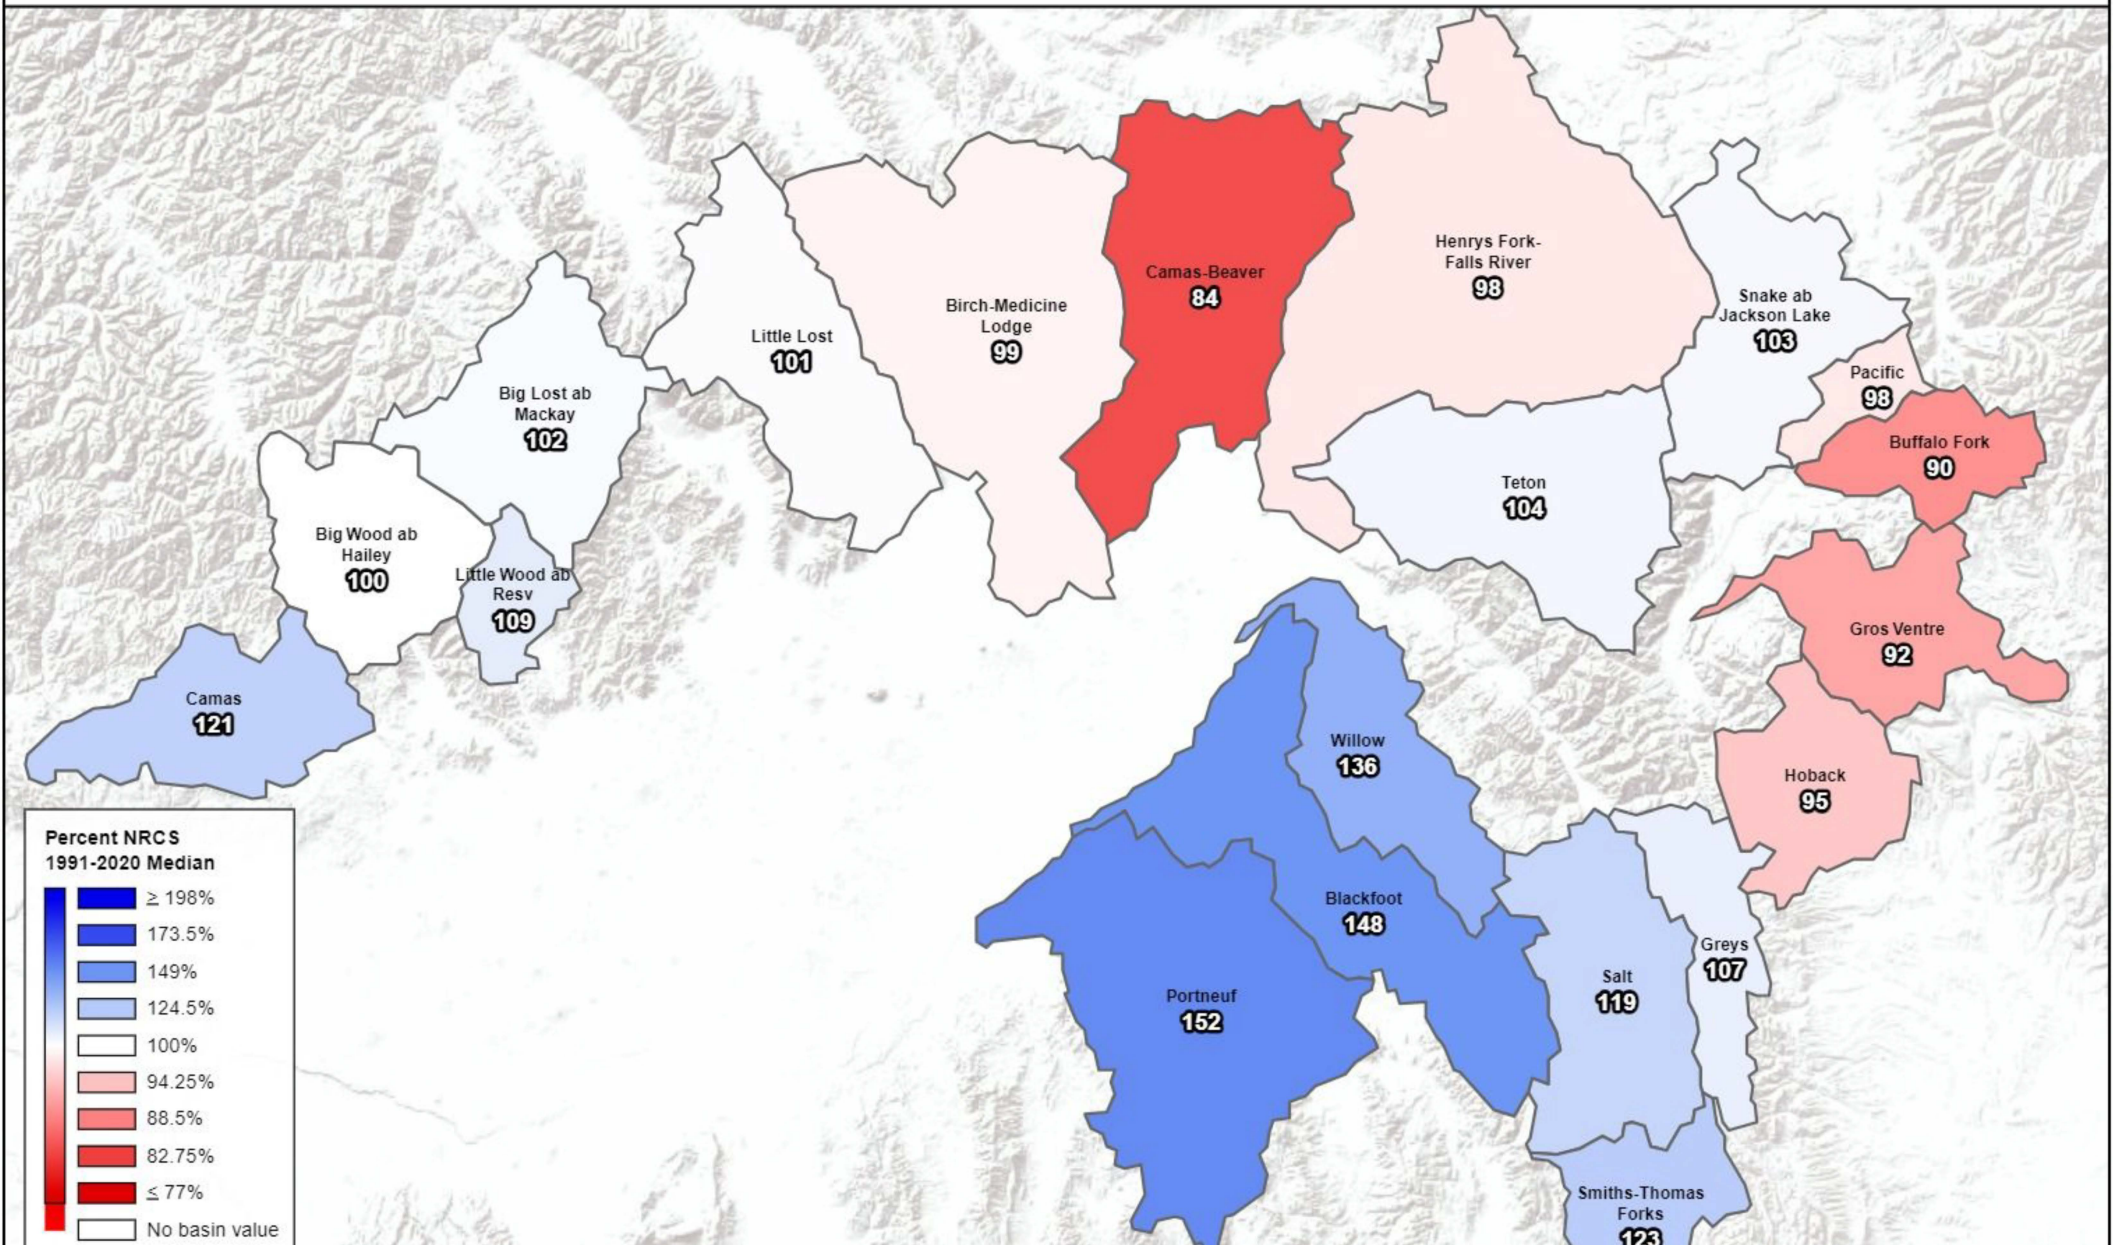 Henrys Fork-
Falls River
98
Camas-Beaver
84
Snake ab
Jackson Lake
103
Birch-Medicine
Lodge
99
Little Lost
101
Pacific
98
Big Lost ab
Mackay
102
Buffalo Fork
90
Teton
104
Big Wood ab
Hailey
100
Little Wood ab
Resv
109
Gros Ventre
92
Camas
121
Willow
136
Hoback
95
Blackfoot
148
Greys
107
Salt
119
Portneuf
152
Smiths-Thomas
Forks
123
Percent NRCS
1991-2020 Median
≥ 198%
173.5%
149%
124.5%
100%
94.25%
88.5%
82.75%
≤ 77%
No basin value